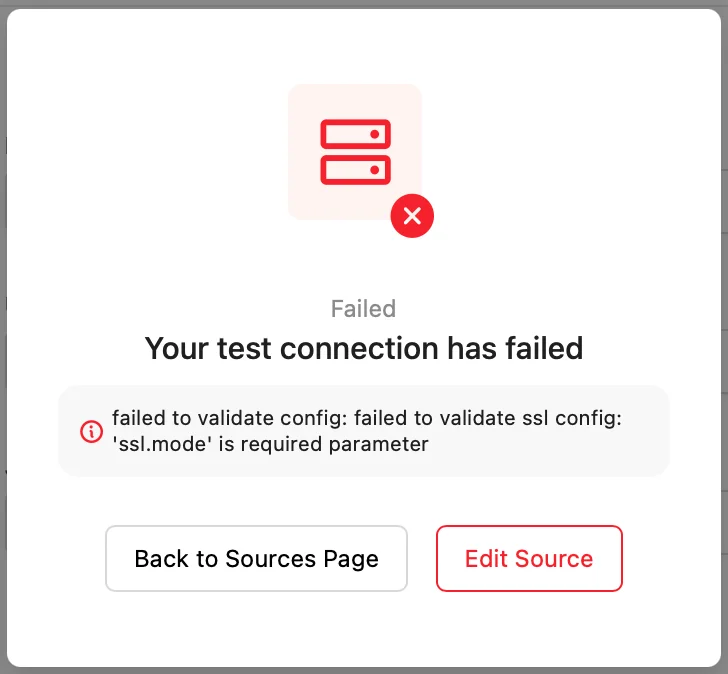 Failed
Your test connection has failed
failed to validate config: failed to validate ssl config:
'ssl.mode' is required parameter
Back to Sources Page
Edit Source